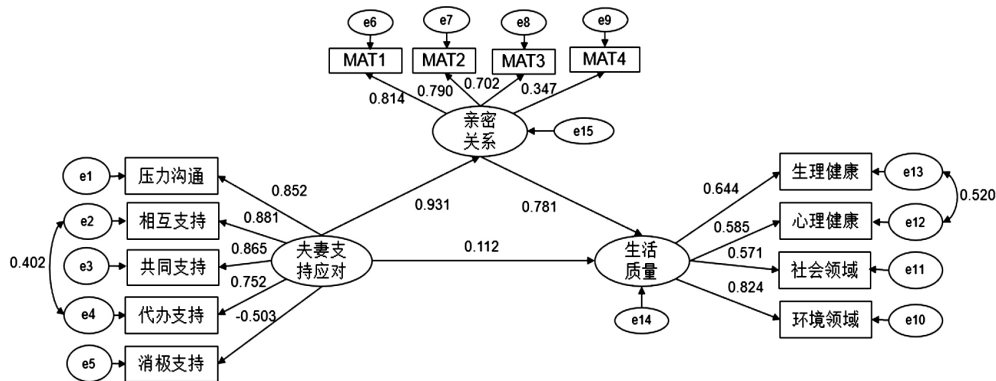 e6
e7
e8
e9
MAT1
MAT2
MAT3
MAT4
0.814
0.790
0.702
0.347
亲密
关系
e15
e1
压力沟通
e2
相互支持
e3
共同支持
e4
代办支持
e5
消极支持
0.402
0.852
0.881
0.865
0.752
-0.503
夫妻支
持应对
0.931
0.781
0.112
生活
质量
e14
0.644
0.585
0.571
0.824
生理健康
e13
心理健康
e12
社会领域
e11
环境领域
e10
0.520